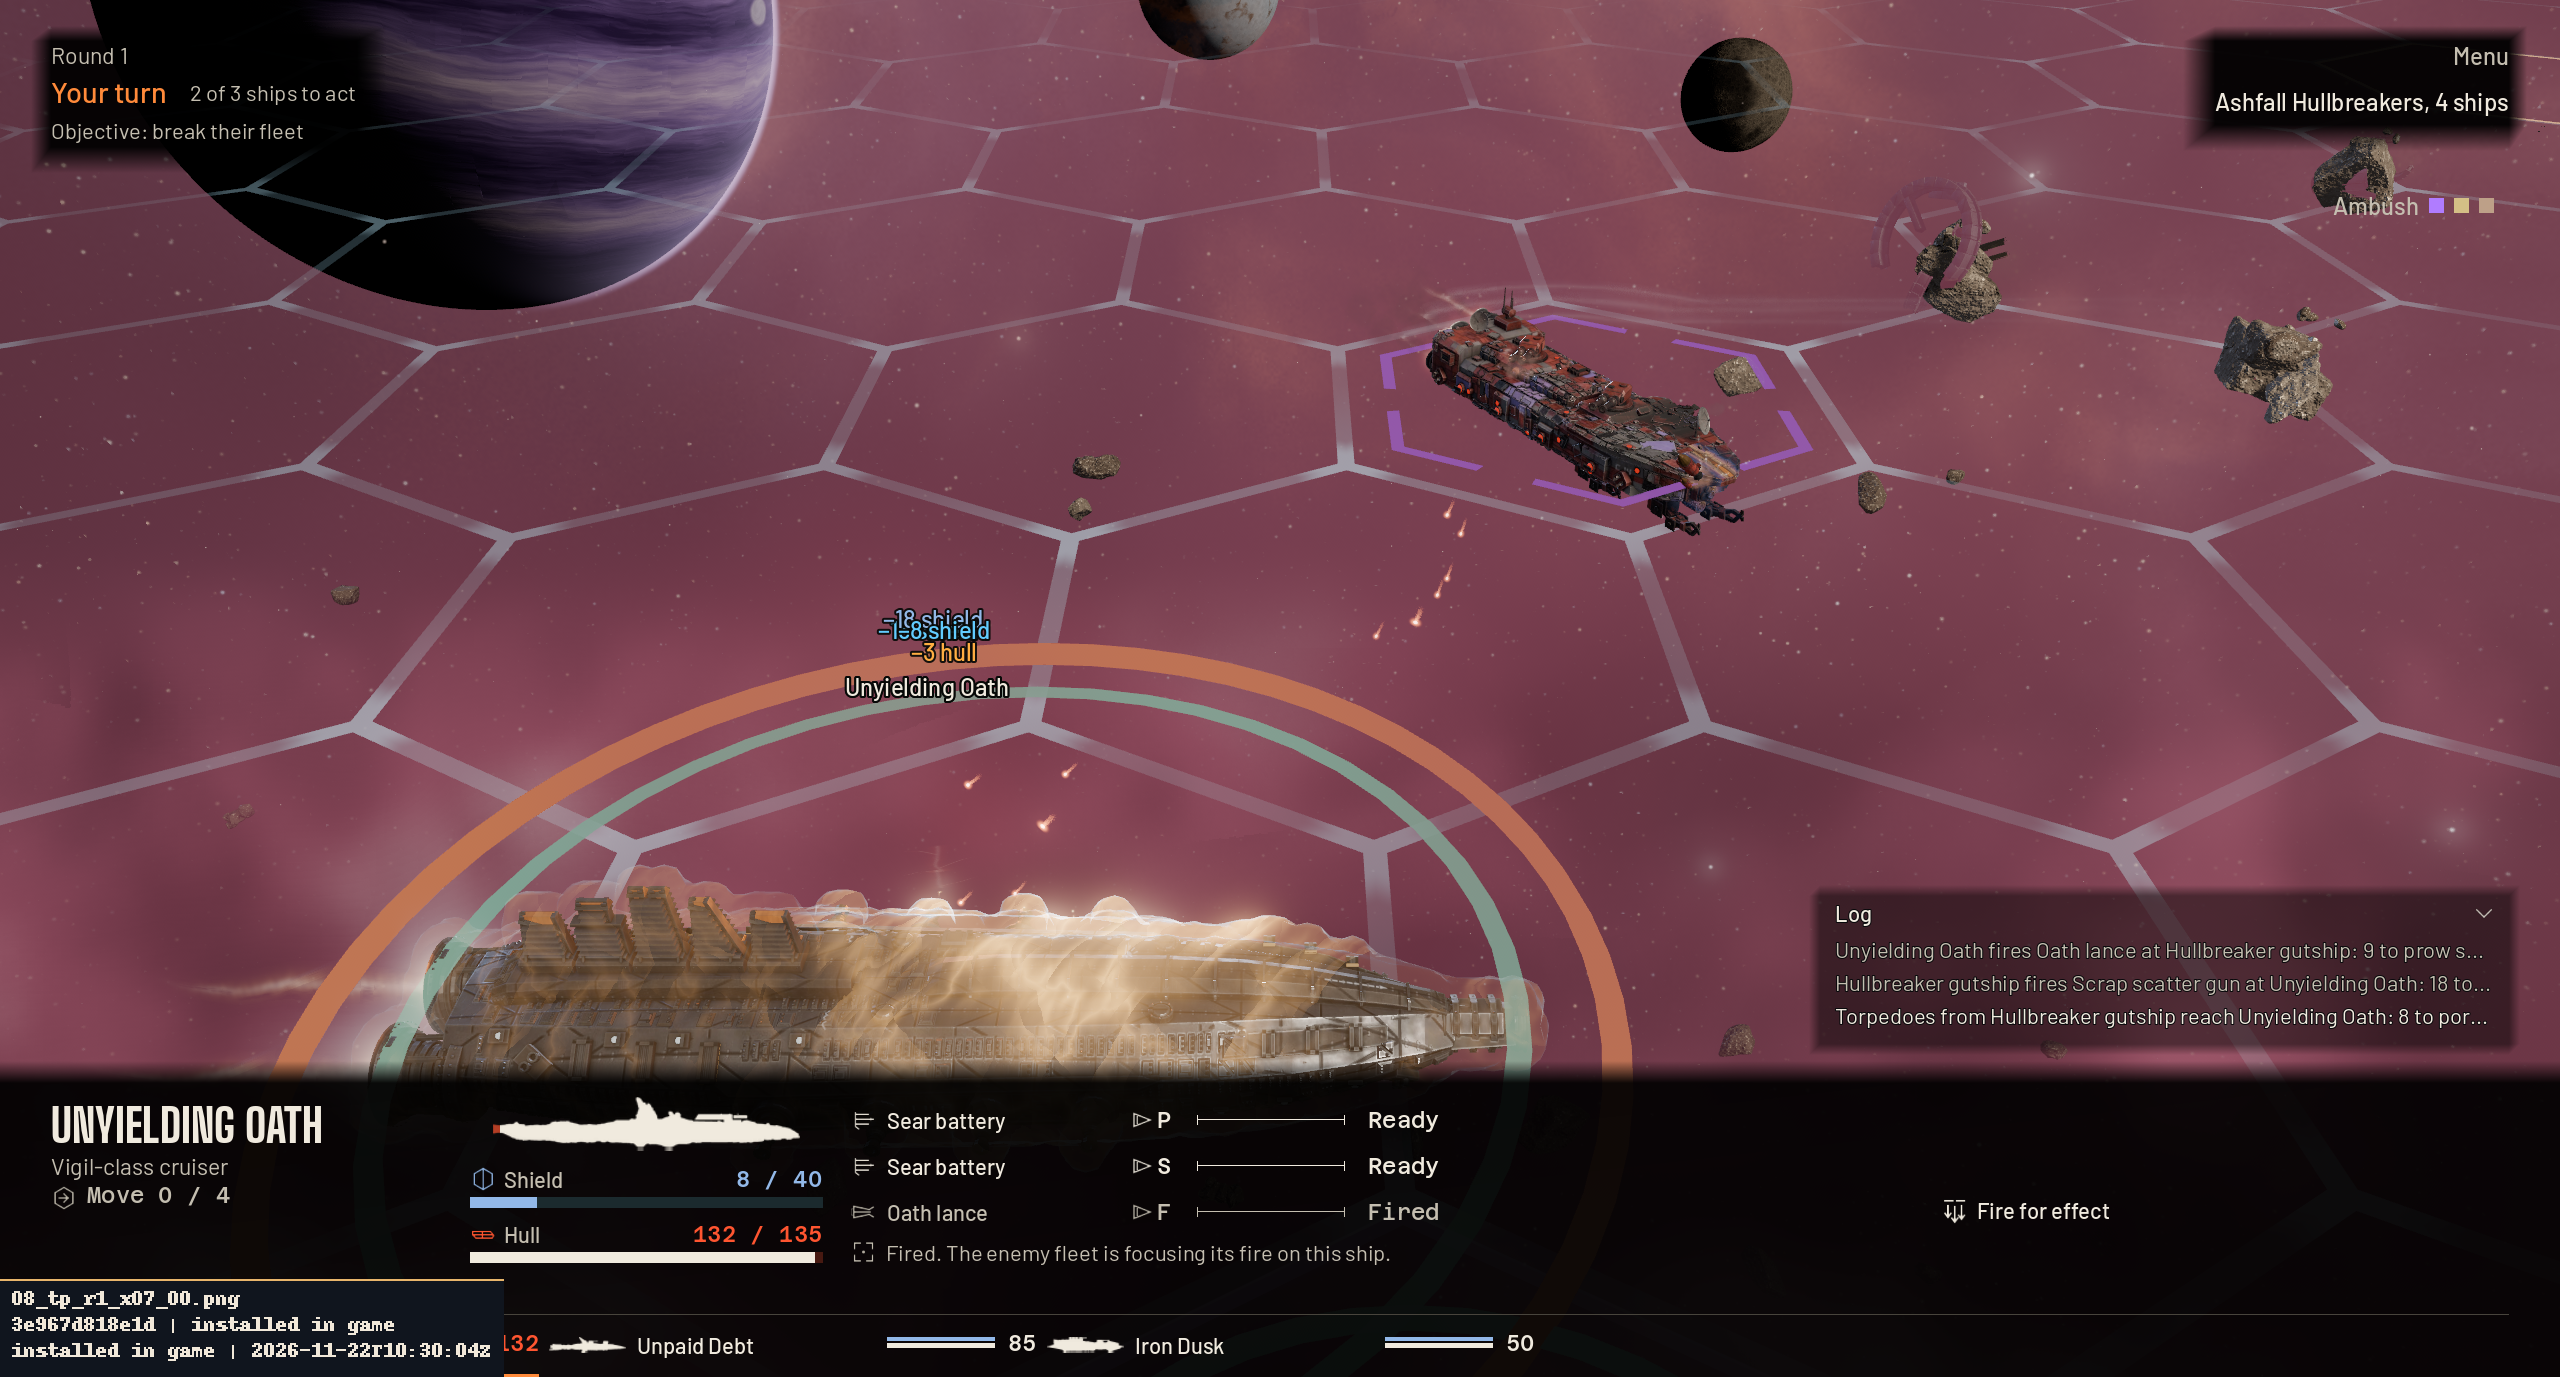 Round 1
Your turn 2 of 3 ships to act
Objective: break their fleet
Menu
Ashfall Hullbreakers, 4 ships
Ambush
-18 shield
-8 shield
-3 hull
Unyielding Oath
Log
Unyielding Oath fires Oath lance at Hullbreaker gutship: 9 to prow s...
Hullbreaker gutship fires Scrap scatter gun at Unyielding Oath: 18 to...
Torpedoes from Hullbreaker gutship reach Unyielding Oath: 8 to por...
UNYIELDING OATH
Vigil-class cruiser
Move 0 / 4
Shield 8 / 40
Hull 132 / 135
Sear battery P Ready
Sear battery S Ready
Oath lance F Fired
Fired. The enemy fleet is focusing its fire on this ship.
Fire for effect
08_tp_r1_x07_00.png
3e967d818e1d | installed in game
installed in game | 2026-11-22T10:30:04Z
132 Unpaid Debt 85 Iron Dusk 50